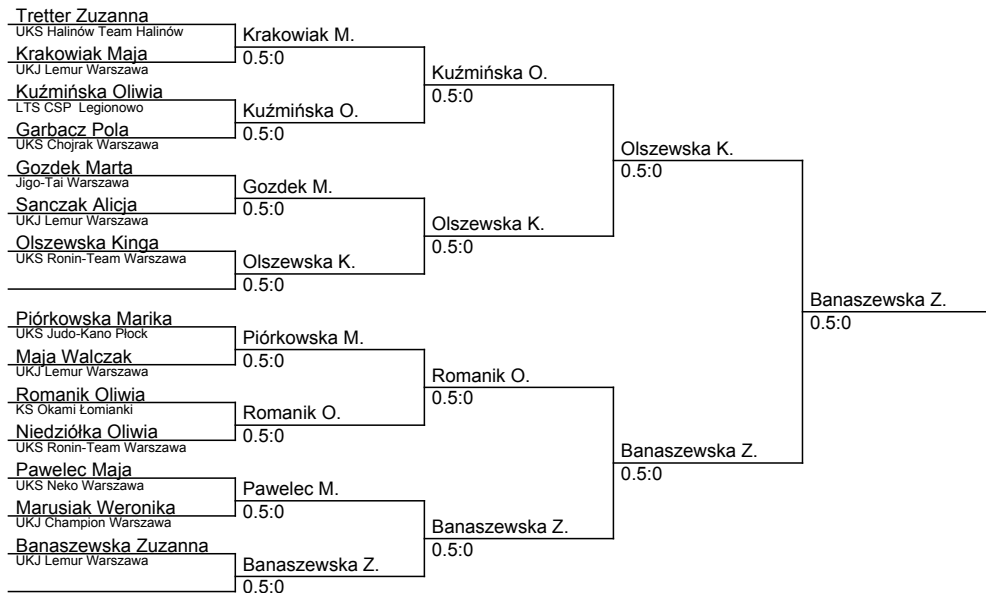 Tretter Zuzanna
UKS Halinów Team Halinów
Krakowiak Maja
UKJ Lemur Warszawa
Kuźmińska Oliwia
LTS CSP Legionowo
Garbacz Pola
UKS Chojrak Warszawa
Gozdek Marta
Jigo-Tai Warszawa
Sanczak Alicja
UKJ Lemur Warszawa
Olszewska Kinga
UKS Ronin-Team Warszawa
Piórkowska Marika
UKS Judo-Kano Płock
Maja Walczak
UKJ Lemur Warszawa
Romanik Oliwia
KS Okami Łomianki
Niedziółka Oliwia
UKS Ronin-Team Warszawa
Pawelec Maja
UKS Neko Warszawa
Marusiak Weronika
UKJ Champion Warszawa
Banaszewska Zuzanna
UKJ Lemur Warszawa
Krakowiak M.
0.5:0
Kuźmińska O.
0.5:0
Gozdek M.
0.5:0
Olszewska K.
0.5:0
Piórkowska M.
0.5:0
Romanik O.
0.5:0
Pawelec M.
0.5:0
Banaszewska Z.
0.5:0
Kuźmińska O.
0.5:0
Olszewska K.
0.5:0
Romanik O.
0.5:0
Banaszewska Z.
0.5:0
Olszewska K.
0.5:0
Banaszewska Z.
0.5:0
Banaszewska Z.
0.5:0